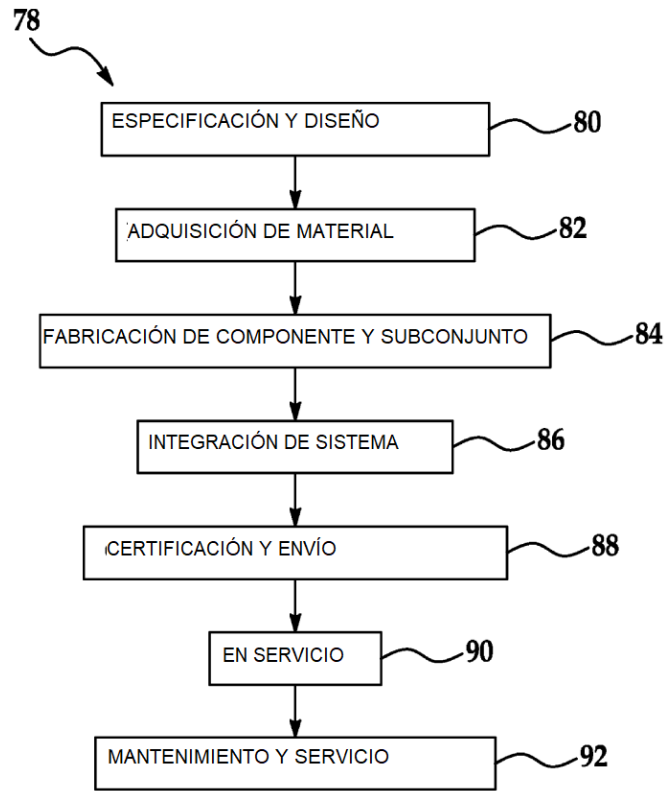 78
ESPECIFICACIÓN Y DISEÑO 80
ADQUISICIÓN DE MATERIAL 82
FABRICACIÓN DE COMPONENTE Y SUBCONJUNTO 84
INTEGRACIÓN DE SISTEMA 86
CERTIFICACIÓN Y ENVÍO 88
EN SERVICIO 90
MANTENIMIENTO Y SERVICIO 92